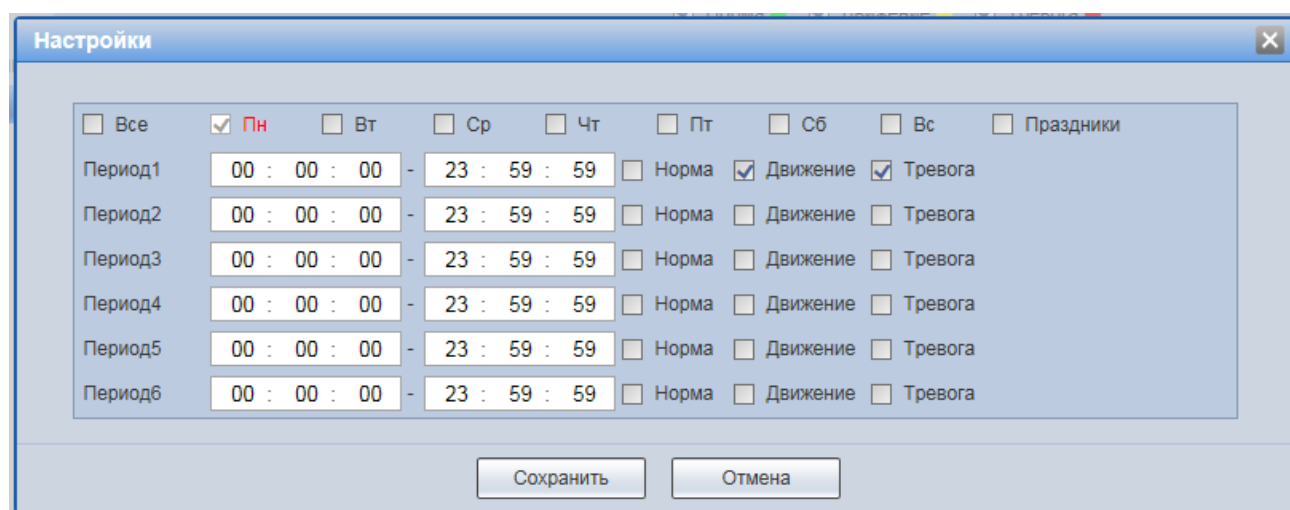 Настройки
Все Пн Вт Ср Чт Пт Сб Вс Праздники
Период1 00 : 00 : 00 - 23 : 59 : 59 Норма Движение Тревога
Период2 00 : 00 : 00 - 23 : 59 : 59 Норма Движение Тревога
Период3 00 : 00 : 00 - 23 : 59 : 59 Норма Движение Тревога
Период4 00 : 00 : 00 - 23 : 59 : 59 Норма Движение Тревога
Период5 00 : 00 : 00 - 23 : 59 : 59 Норма Движение Тревога
Период6 00 : 00 : 00 - 23 : 59 : 59 Норма Движение Тревога
Сохранить Отмена